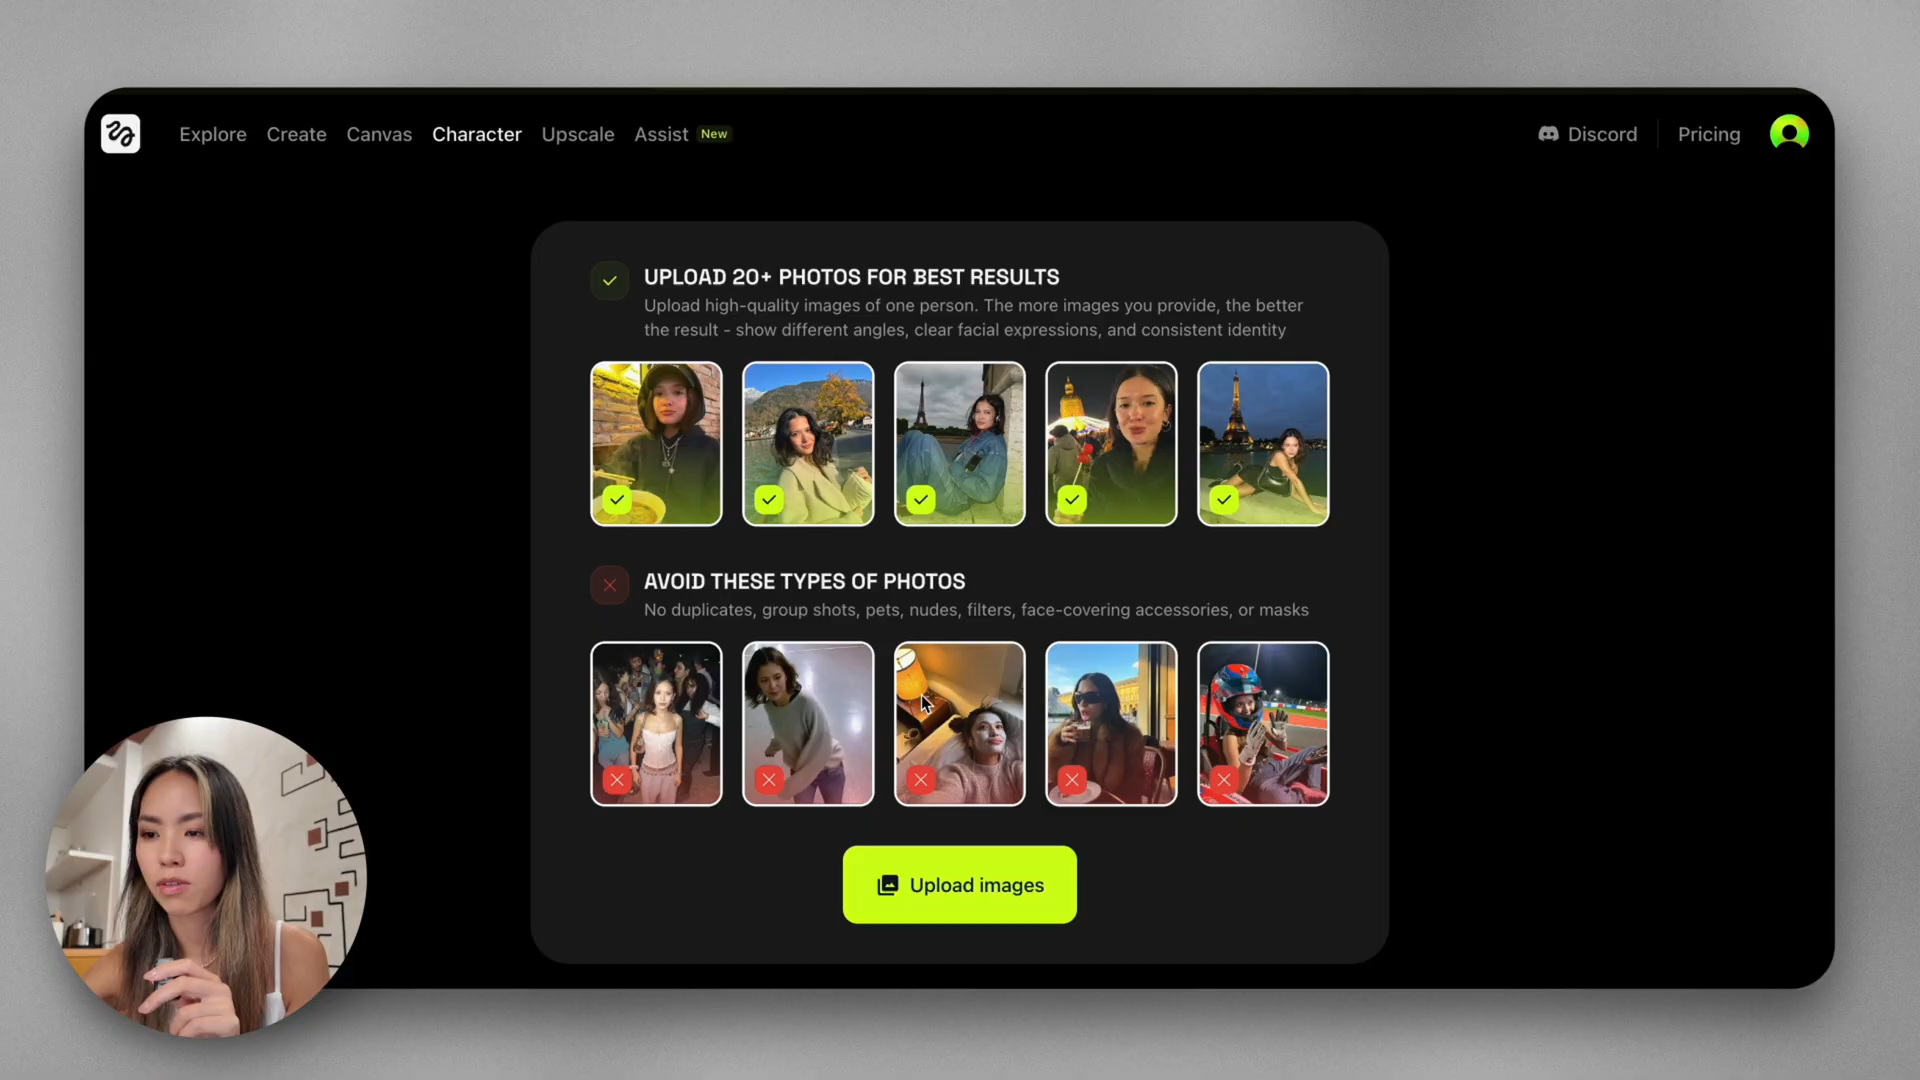 Explore Create Canvas Character Upscale Assist New Discord Pricing
UPLOAD 20+ PHOTOS FOR BEST RESULTS
Upload high-quality images of one person. The more images you provide, the better
the result - show different angles, clear facial expressions, and consistent identity
AVOID THESE TYPES OF PHOTOS
No duplicates, group shots, pets, nudes, filters, face-covering accessories, or masks
Upload images